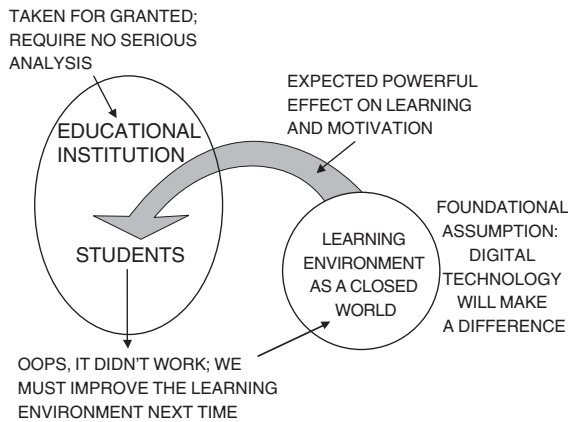 TAKEN FOR GRANTED;
REQUIRE NO SERIOUS
ANALYSIS
EXPECTED POWERFUL
EFFECT ON LEARNING
AND MOTIVATION
EDUCATIONAL
INSTITUTION
STUDENTS
LEARNING
ENVIRONMENT
AS A CLOSED
WORLD
FOUNDATIONAL
ASSUMPTION:
DIGITAL
TECHNOLOGY
WILL MAKE
A DIFFERENCE
OOPS, IT DIDN'T WORK; WE
MUST IMPROVE THE LEARNING
ENVIRONMENT NEXT TIME